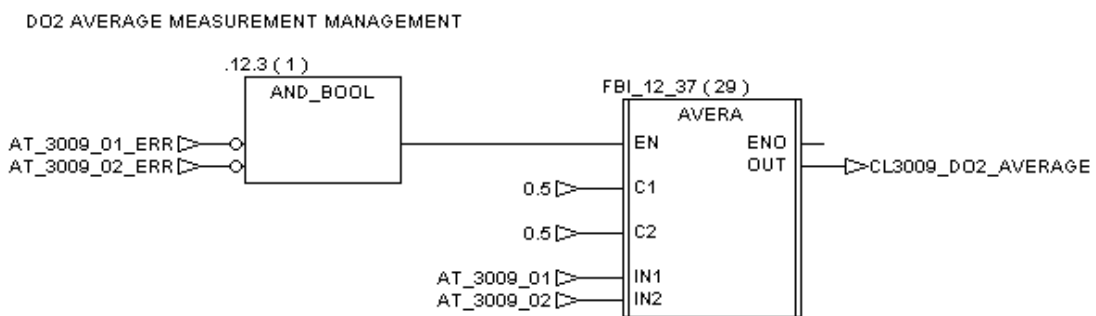 DO2 AVERAGE MEASUREMENT MANAGEMENT
.12.3 ( 1 )
AND_BOOL
AT_3009_01_ERR
AT_3009_02_ERR
FBI_12_37 ( 29 )
AVERA
EN ENO
OUT
CL3009_DO2_AVERAGE
0.5 C1
0.5 C2
AT_3009_01 IN1
AT_3009_02 IN2